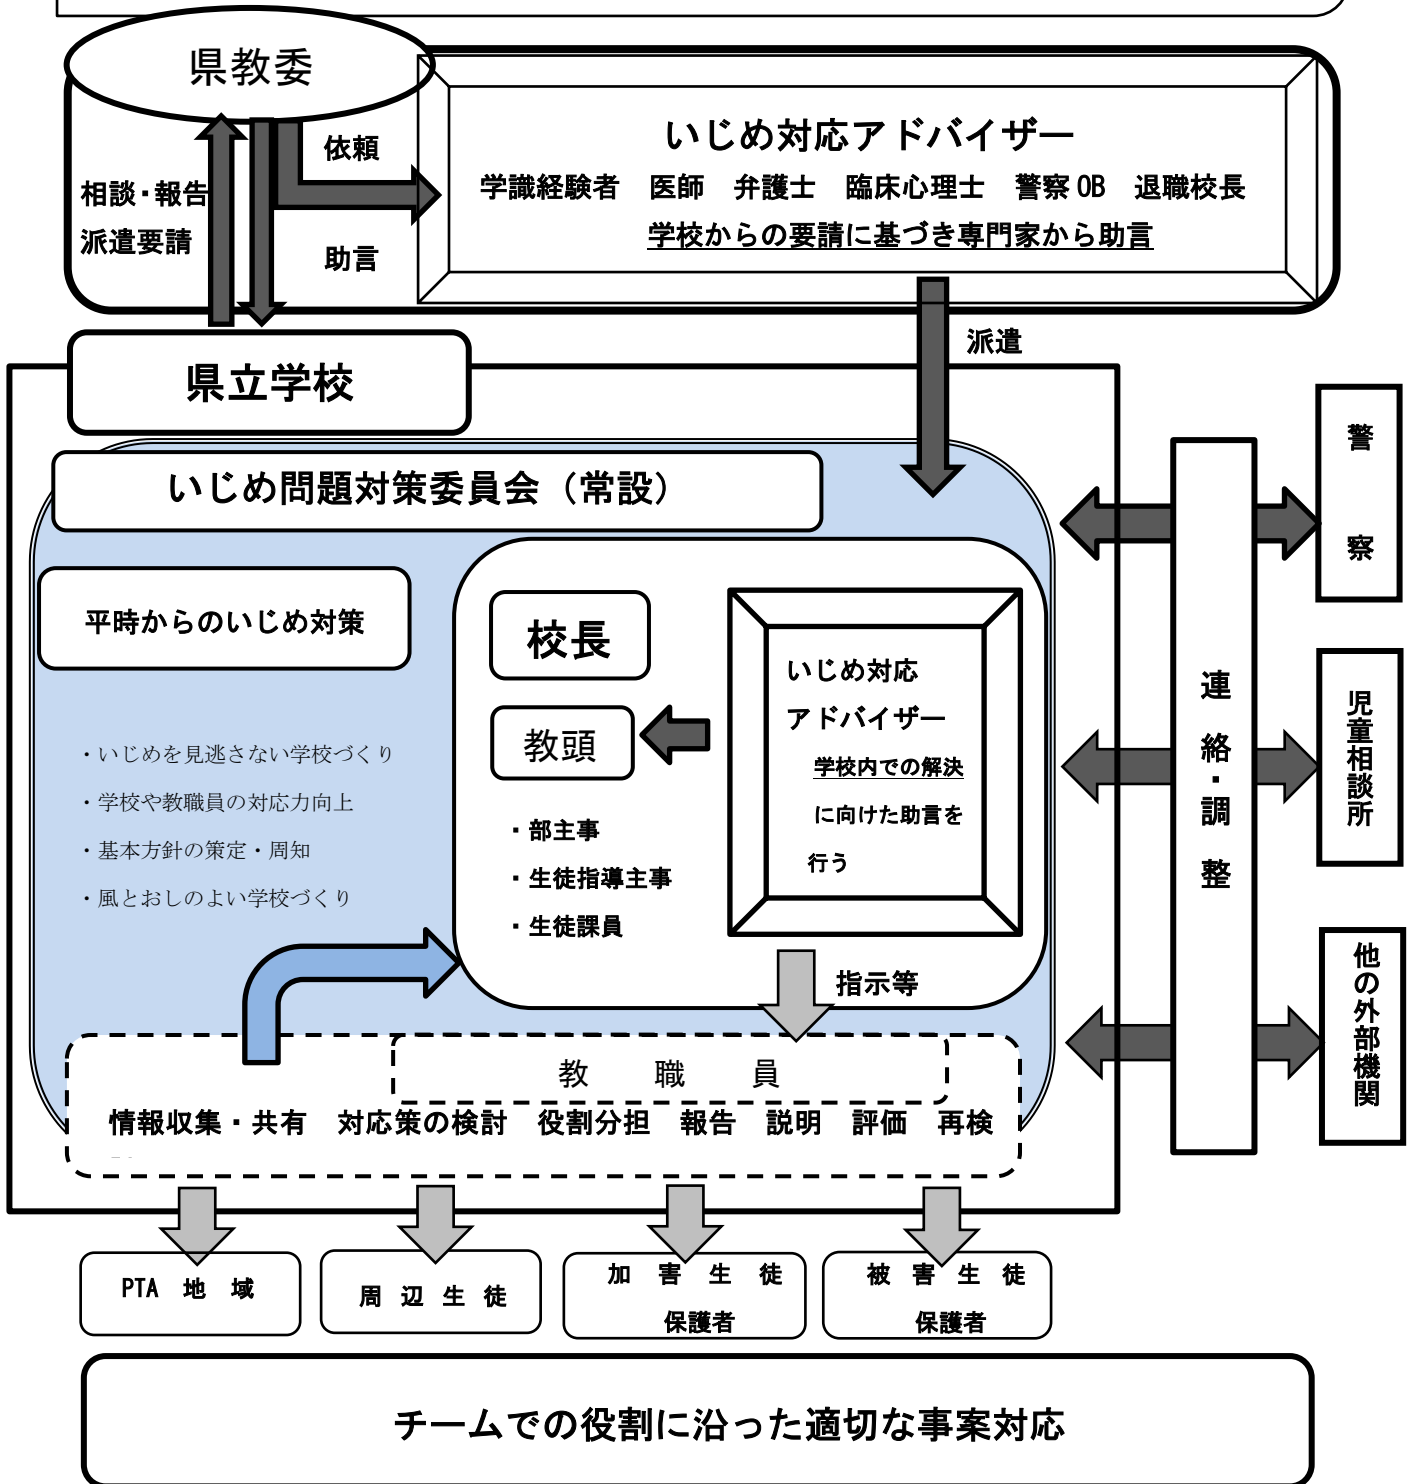 県教委
依頼
相談・報告
派遣要請
助言
いじめ対応アドバイザー
学識経験者 医師 弁護士 臨床心理士 警察OB 退職校長
学校からの要請に基づき専門家から助言
派遣
県立学校
いじめ問題対策委員会（常設）
平時からのいじめ対策
・いじめを見逃さない学校づくり
・学校や教職員の対応力向上
・基本方針の策定・周知
・風とおしのよい学校づくり
校長
教頭
・部主事
・生徒指導主事
・生徒課員
いじめ対応
アドバイザー
学校内での解決
に向けた助言を
行う
指示等
教 職 員
情報収集・共有 対応策の検討 役割分担 報告 説明 評価 再検
連絡・調整
警察
児童相談所
他の外部機関
PTA 地 域
周 辺 生 徒
加 害 生 徒
保護者
被 害 生 徒
保護者
チームでの役割に沿った適切な事案対応